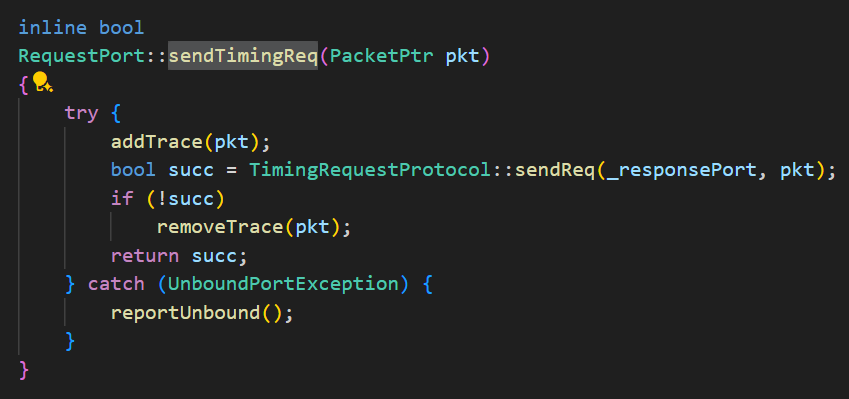 inline bool
RequestPort::sendTimingReq(PacketPtr pkt)
{
    try {
        addTrace(pkt);
        bool succ = TimingRequestProtocol::sendReq(_responsePort, pkt);
        if (!succ)
            removeTrace(pkt);
        return succ;
    } catch (UnboundPortException) {
        reportUnbound();
    }
}